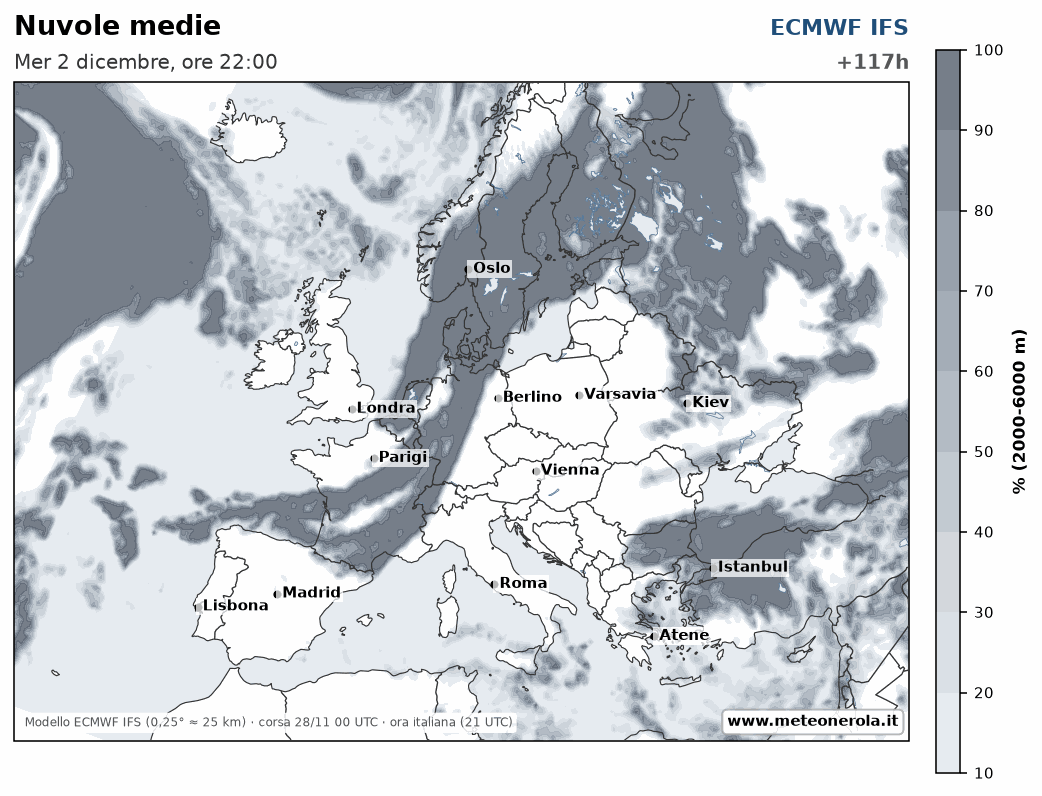 Nuvole medie
ECMWF IFS
Mer 2 dicembre, ore 22:00
+117h
100
90
80
70
60
50
40
30
20
10
% (2000-6000 m)
Oslo
Berlino
Varsavia
Kiev
Londra
Parigi
Vienna
Istanbul
Roma
Madrid
Lisbona
Atene
Modello ECMWF IFS (0,25° ≈ 25 km) · corsa 28/11 00 UTC · ora italiana (21 UTC)
www.meteonerola.it